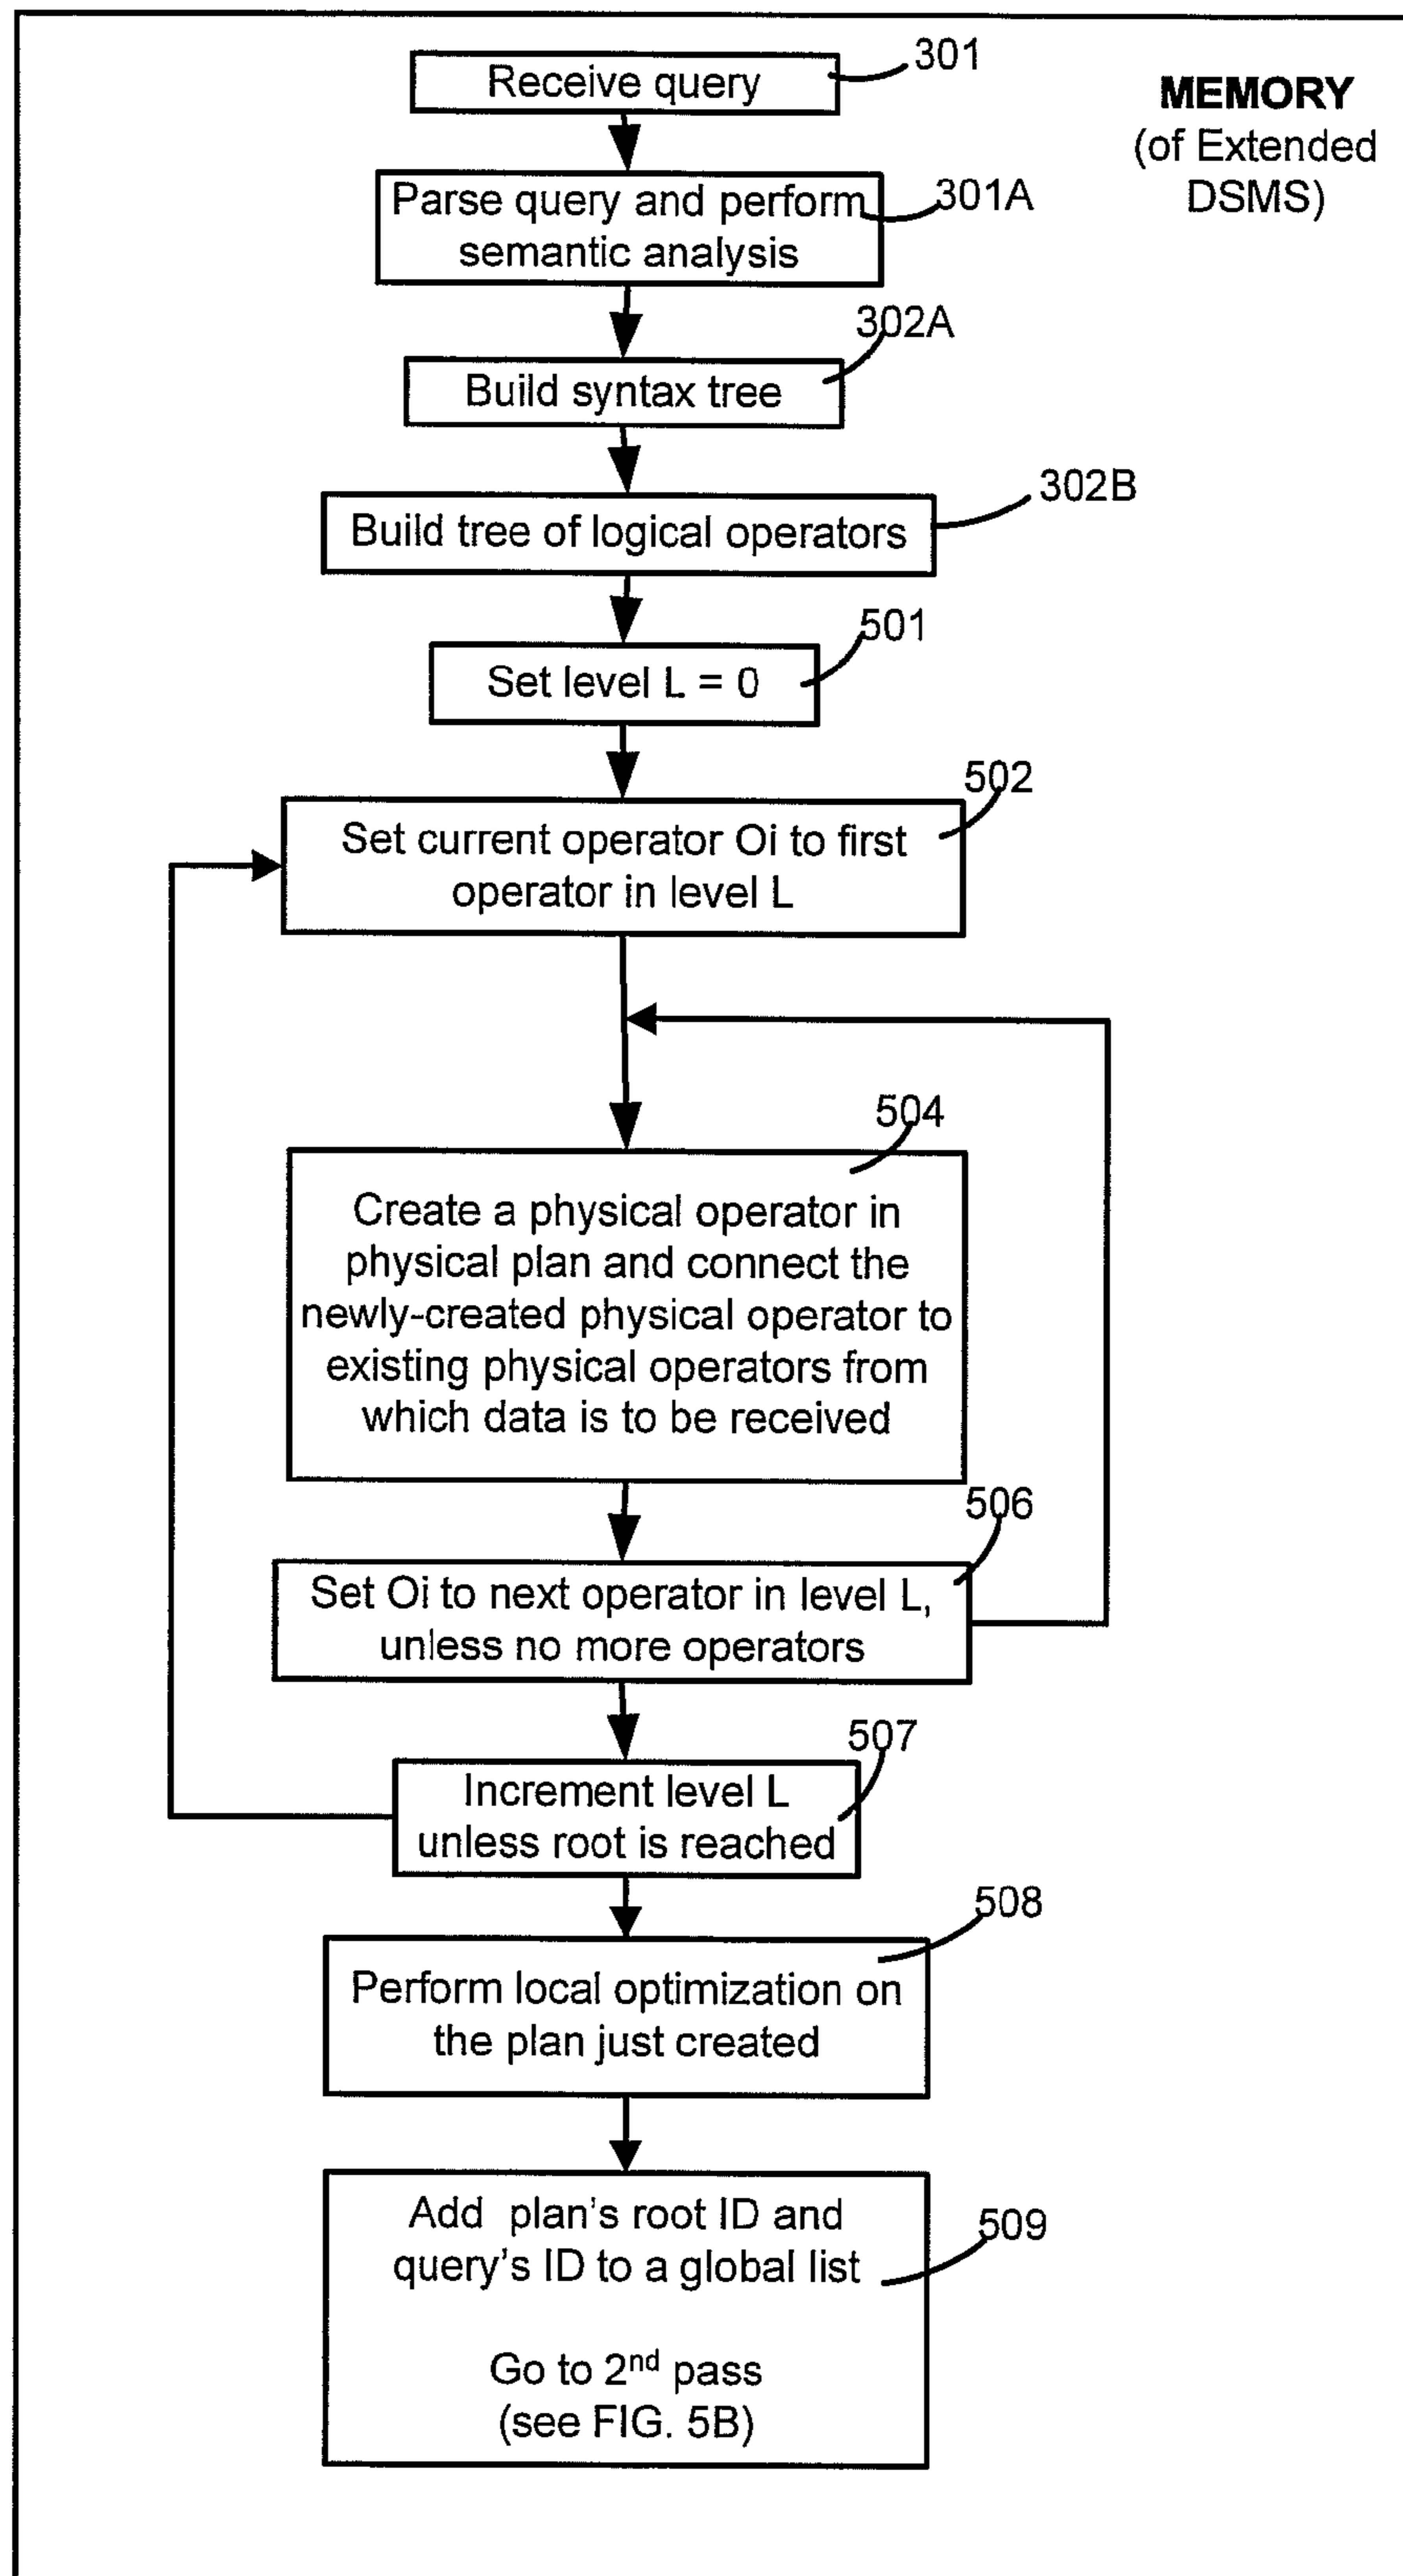 Receive query
301
MEMORY
(of Extended
DSMS)
Parse query and perform
semantic analysis
301A
302A
Build syntax tree
302B
Build tree of logical operators
501
Set level L = 0
502
Set current operator Oi to first
operator in level L
504
Create a physical operator in
physical plan and connect the
newly-created physical operator to
existing physical operators from
which data is to be received
506
Set Oi to next operator in level L,
unless no more operators
507
Increment level L
unless root is reached
508
Perform local optimization on
the plan just created
Add plan's root ID and
query's ID to a global list
509
Go to 2nd pass
(see FIG. 5B)